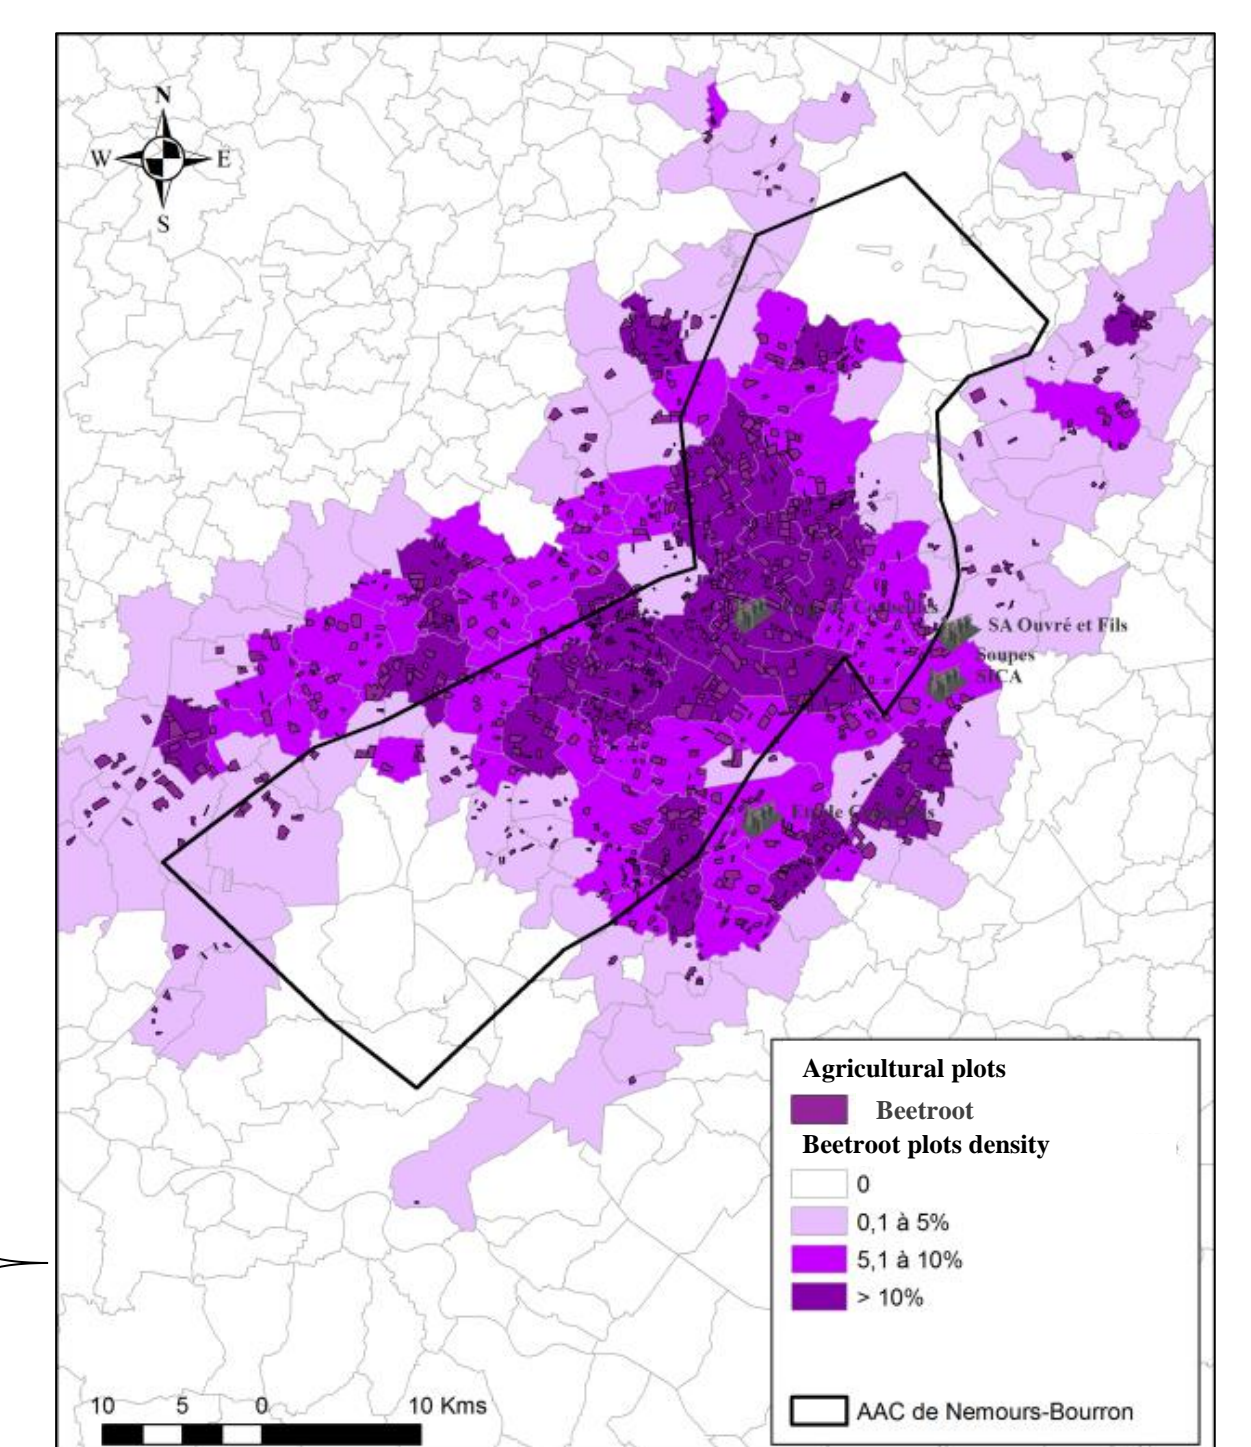 N
W E
S
Corbeilles
SA Ouvré et Fils
Soupes
SICA
Agricultural plots
Beetroot
Beetroot plots density
0
0,1 à 5%
5,1 à 10%
> 10%
AAC de Nemours-Bourron
10 5 0 10 Kms